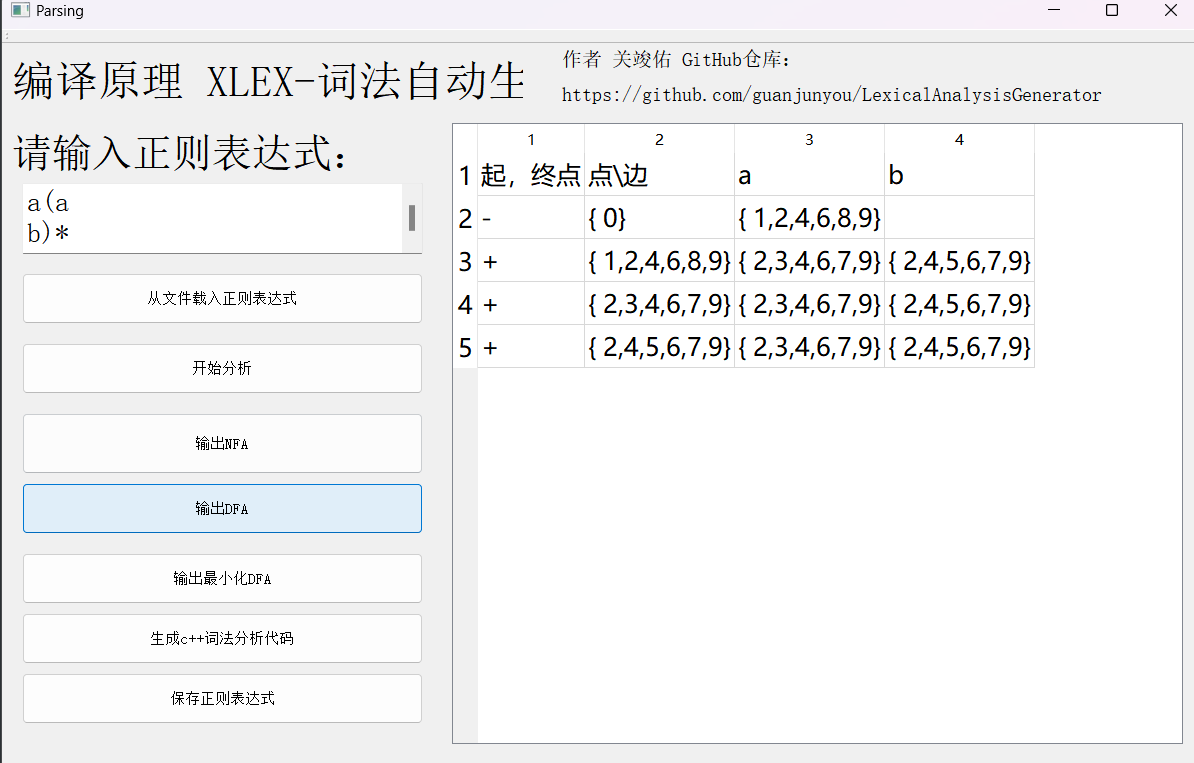 Parsing
编译原理 XLEX-词法自动生
作者 关竣佑 GitHub仓库：
https://github.com/guanjunyou/LexicalAnalysisGenerator
请输入正则表达式：
a(a
b)*
从文件载入正则表达式
开始分析
输出NFA
输出DFA
输出最小化DFA
生成c++词法分析代码
保存正则表达式
1 2 3 4
1 起，终点 点\边 a b
2 - { 0} { 1,2,4,6,8,9}
3 + { 1,2,4,6,8,9} { 2,3,4,6,7,9} { 2,4,5,6,7,9}
4 + { 2,3,4,6,7,9} { 2,3,4,6,7,9} { 2,4,5,6,7,9}
5 + { 2,4,5,6,7,9} { 2,3,4,6,7,9} { 2,4,5,6,7,9}